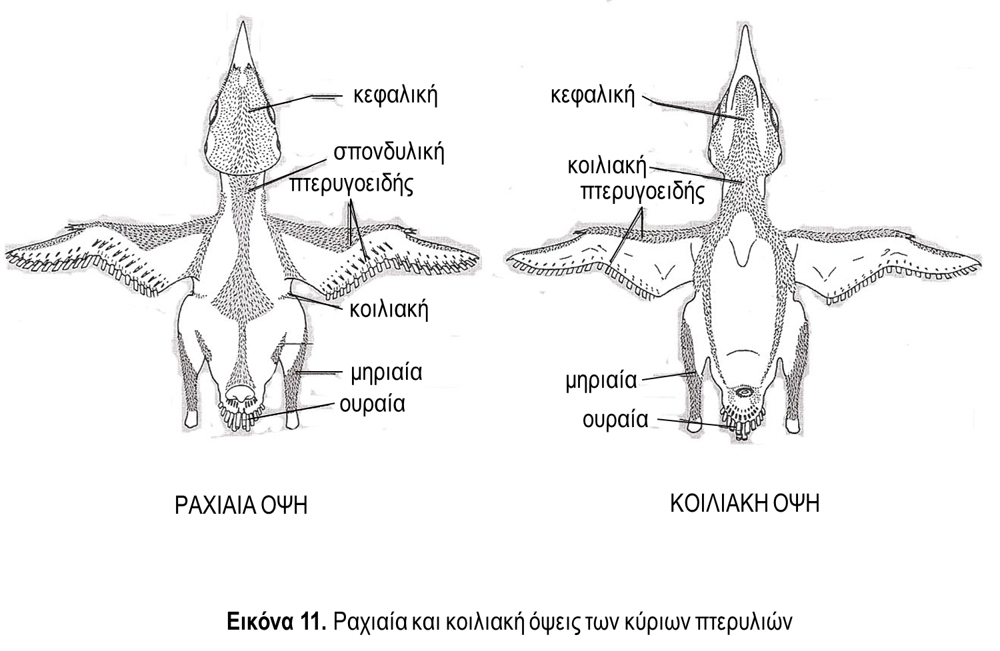 κεφαλική
σπονδυλική
πτερυγοειδής
κοιλιακή
μηριαία
ουραία
ΡΑΧΙΑΙΑ ΟΨΗ
κεφαλική
κοιλιακή
πτερυγοειδής
μηριαία
ουραία
ΚΟΙΛΙΑΚΗ ΟΨΗ
Εικόνα 11. Ραχιαία και κοιλιακή όψεις των κύριων πτερυλιών